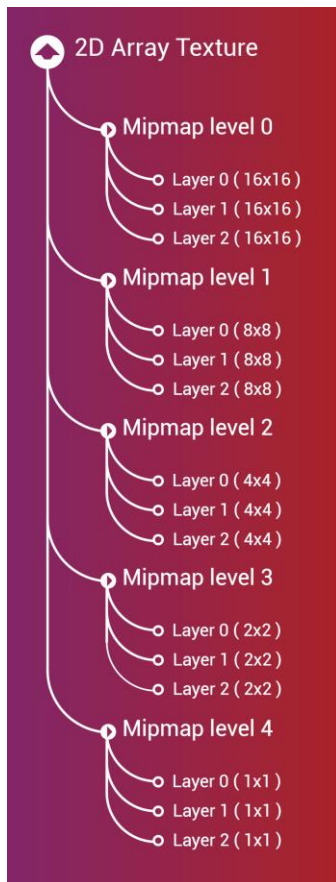 2D Array Texture
Mipmap level 0
Layer 0 ( 16x16 )
Layer 1 ( 16x16 )
Layer 2 ( 16x16 )
Mipmap level 1
Layer 0 ( 8x8 )
Layer 1 ( 8x8 )
Layer 2 ( 8x8 )
Mipmap level 2
Layer 0 ( 4x4 )
Layer 1 ( 4x4 )
Layer 2 ( 4x4 )
Mipmap level 3
Layer 0 ( 2x2 )
Layer 1 ( 2x2 )
Layer 2 ( 2x2 )
Mipmap level 4
Layer 0 ( 1x1 )
Layer 1 ( 1x1 )
Layer 2 ( 1x1 )